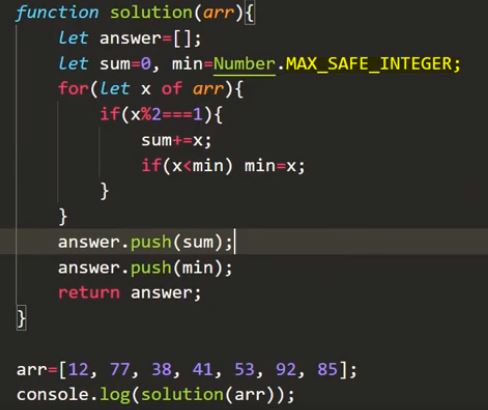 function solution(arr){
    let answer=[];
    let sum=0, min=Number.MAX_SAFE_INTEGER;
    for(let x of arr){
        if(x%2===1){
            sum+=x;
            if(x<min) min=x;
        }
    }
    answer.push(sum);
    answer.push(min);
    return answer;
}

arr=[12, 77, 38, 41, 53, 92, 85];
console.log(solution(arr));